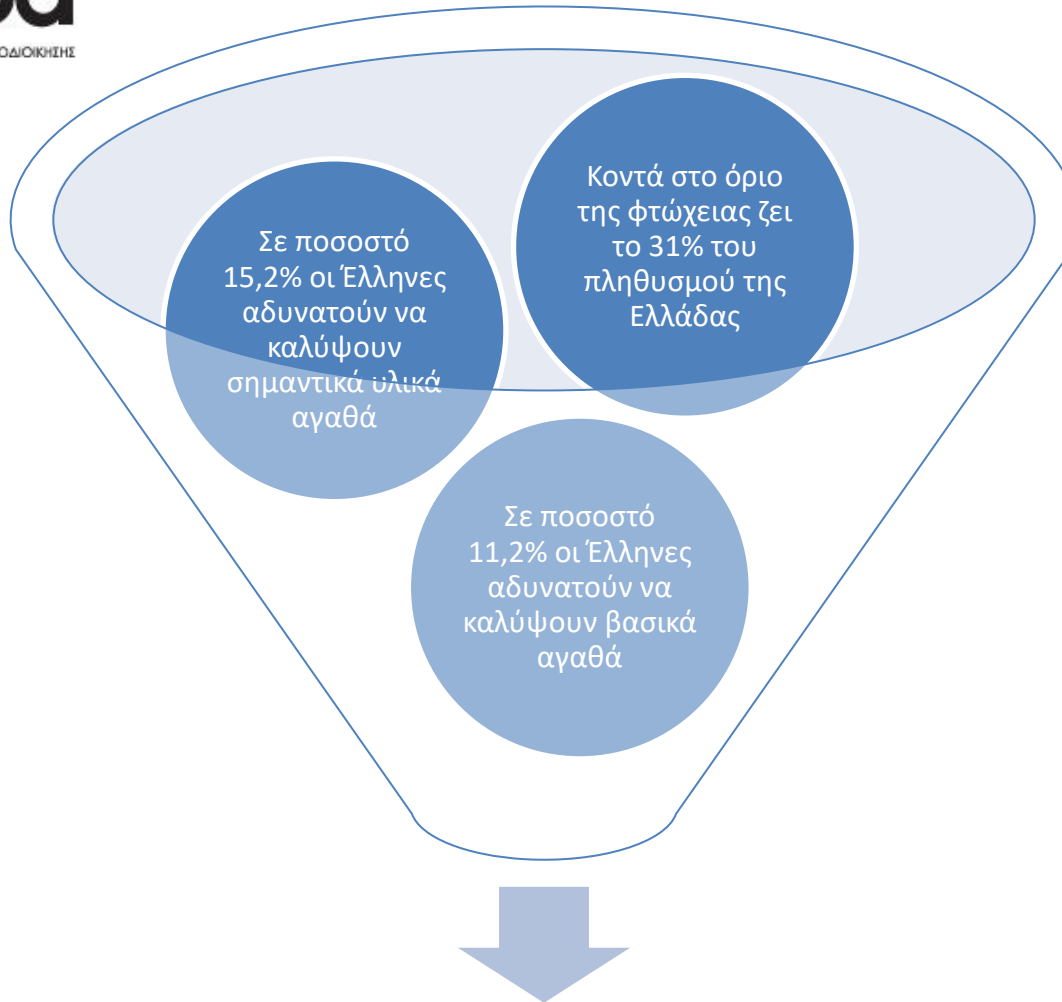 ΟΔΙΟΙΚΗΣΗΣ
Κοντά στο όριο
της φτώχειας ζει
το 31% του
πληθυσμού της
Ελλάδας
Σε ποσοστό
15,2% οι Έλληνες
αδυνατούν να
καλύψουν
σημαντικά υλικά
αγαθά
Σε ποσοστό
11,2% οι Έλληνες
αδυνατούν να
καλύψουν βασικά
αγαθά